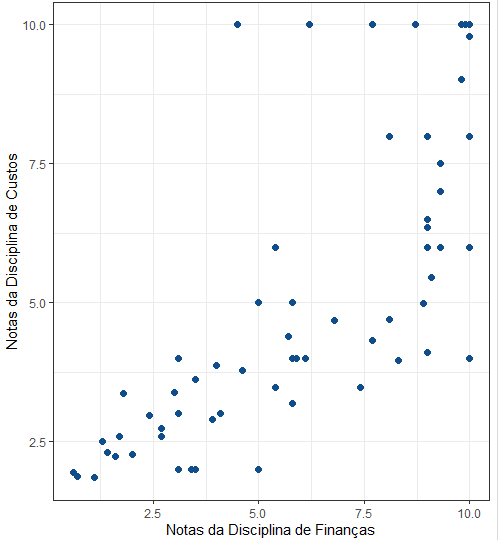 Notas da Disciplina de Custos
10.0
7.5
5.0
2.5
2.5 5.0 7.5 10.0
Notas da Disciplina de Finanças